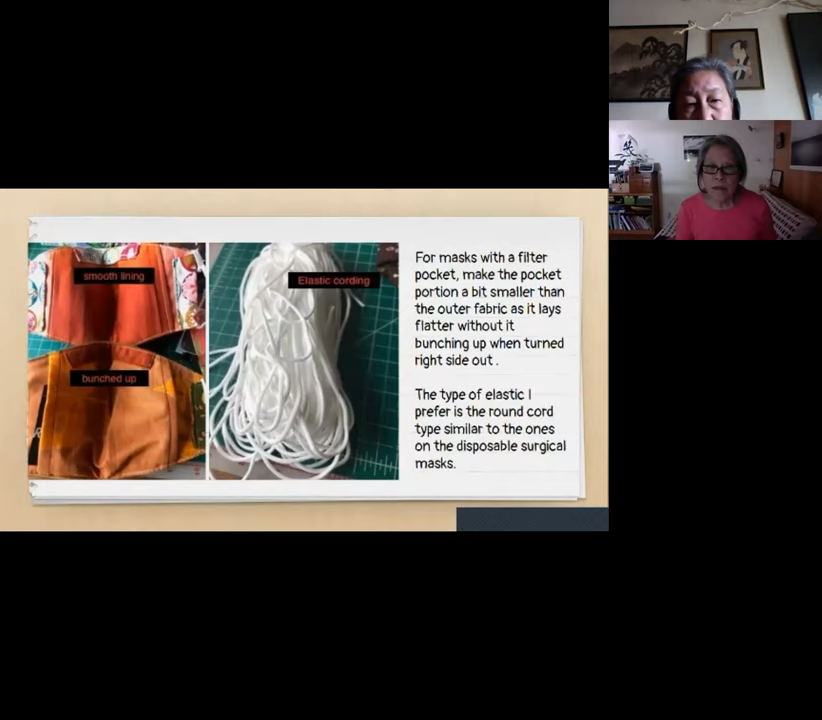 smooth lining
bunched up
Elastic cording
For masks with a filter
pocket, make the pocket
portion a bit smaller than
the outer fabric as it lays
flatter without it
bunching up when turned
right side out .
The type of elastic I
prefer is the round cord
type similar to the ones
on the disposable surgical
masks.